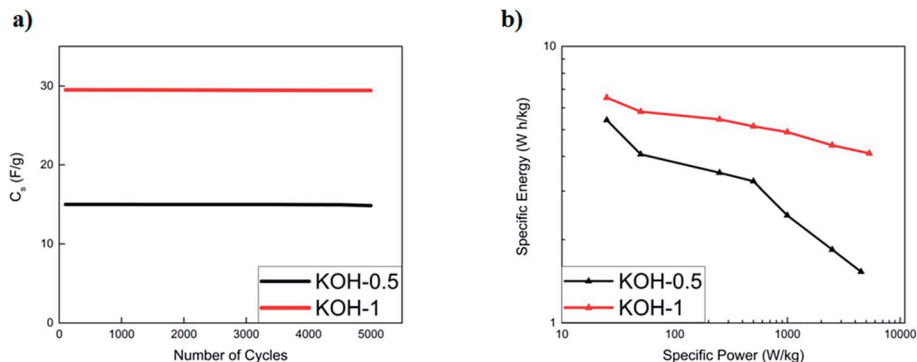 a)
C_s (F/g)
30
20
10
0
0 1000 2000 3000 4000 5000
Number of Cycles
KOH-0.5
KOH-1
b)
Specific Energy (W h/kg)
10
1
10 100 1000 10000
Specific Power (W/kg)
KOH-0.5
KOH-1